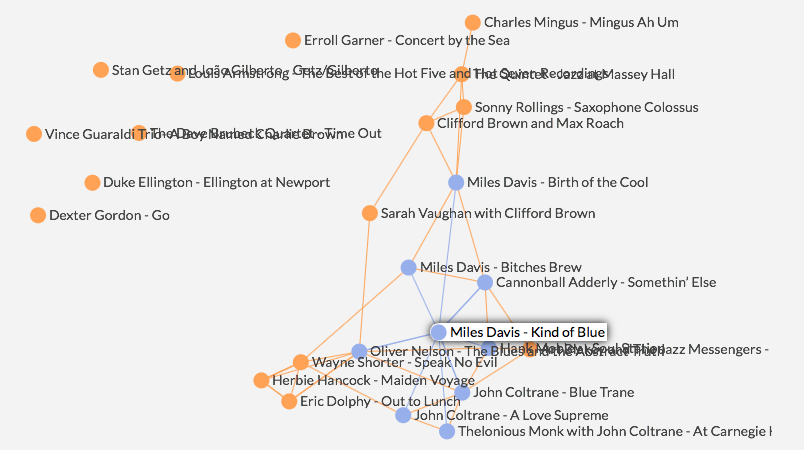 Charles Mingus - Mingus Ah Um
Erroll Garner - Concert by the Sea
Stan Getz and João Gilberto - Getz/Gilberto
Louis Armstrong - The Best of the Hot Five and Hot Seven Recordings
The Quintet - Jazz at Massey Hall
Sonny Rollings - Saxophone Colossus
Clifford Brown and Max Roach
Vince Guaraldi Trio - A Boy Named Charlie Brown
The Dave Brubeck Quartet - Time Out
Duke Ellington - Ellington at Newport
Miles Davis - Birth of the Cool
Dexter Gordon - Go
Sarah Vaughan with Clifford Brown
Miles Davis - Bitches Brew
Cannonball Adderly - Somethin’ Else
Miles Davis - Kind of Blue
Hank Mobley - Soul Station
Jazz Messengers -
Oliver Nelson - The Blues and the Abstract Truth
Wayne Shorter - Speak No Evil
Herbie Hancock - Maiden Voyage
John Coltrane - Blue Trane
Eric Dolphy - Out to Lunch
John Coltrane - A Love Supreme
Thelonious Monk with John Coltrane - At Carnegie